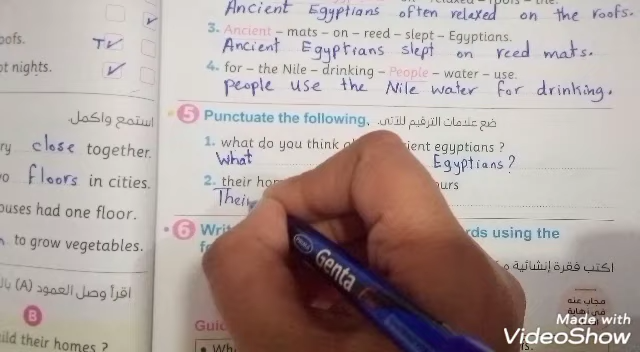 Ancient Egyptians often relaxed on the roofs.
3. Ancient – mats – on – reed – slept – Egyptians.
Ancient Egyptians slept on reed mats.
4. for – the Nile – drinking – People – water – use.
people use the Nile water for drinking.
5 Punctuate the following. ضع علامات الترقيم للآتي.
1. what do you think ient egyptians ?
What Egyptians?
2. their urs
Their
6 Writ rds using the
اكتب فقرة إنشائية
مجاب عنه
Wh
oofs.
ot nights.
استمع واكمل.
close together.
floors in cities.
ouses had one floor.
to grow vegetables.
اقرأ وصل العمود (A)
B
ild their homes ?
Genta
Made with
VideoShow